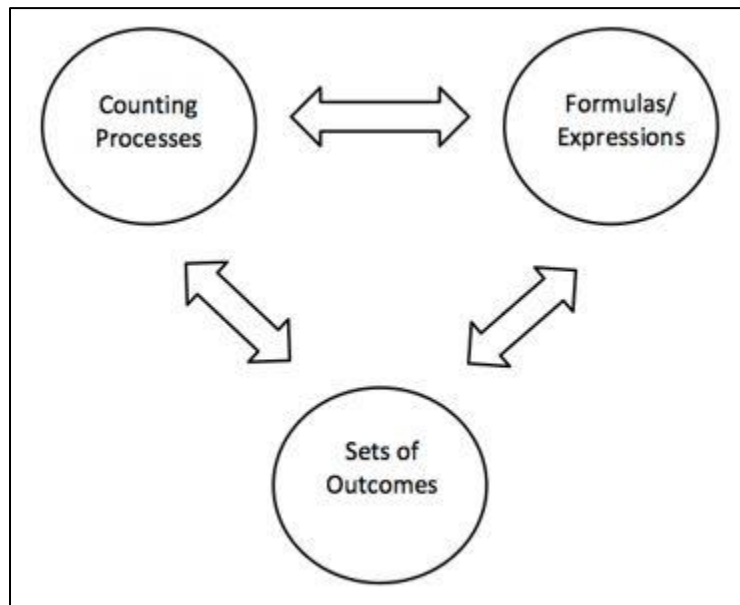 Counting
Processes
Formulas/
Expressions
Sets of
Outcomes